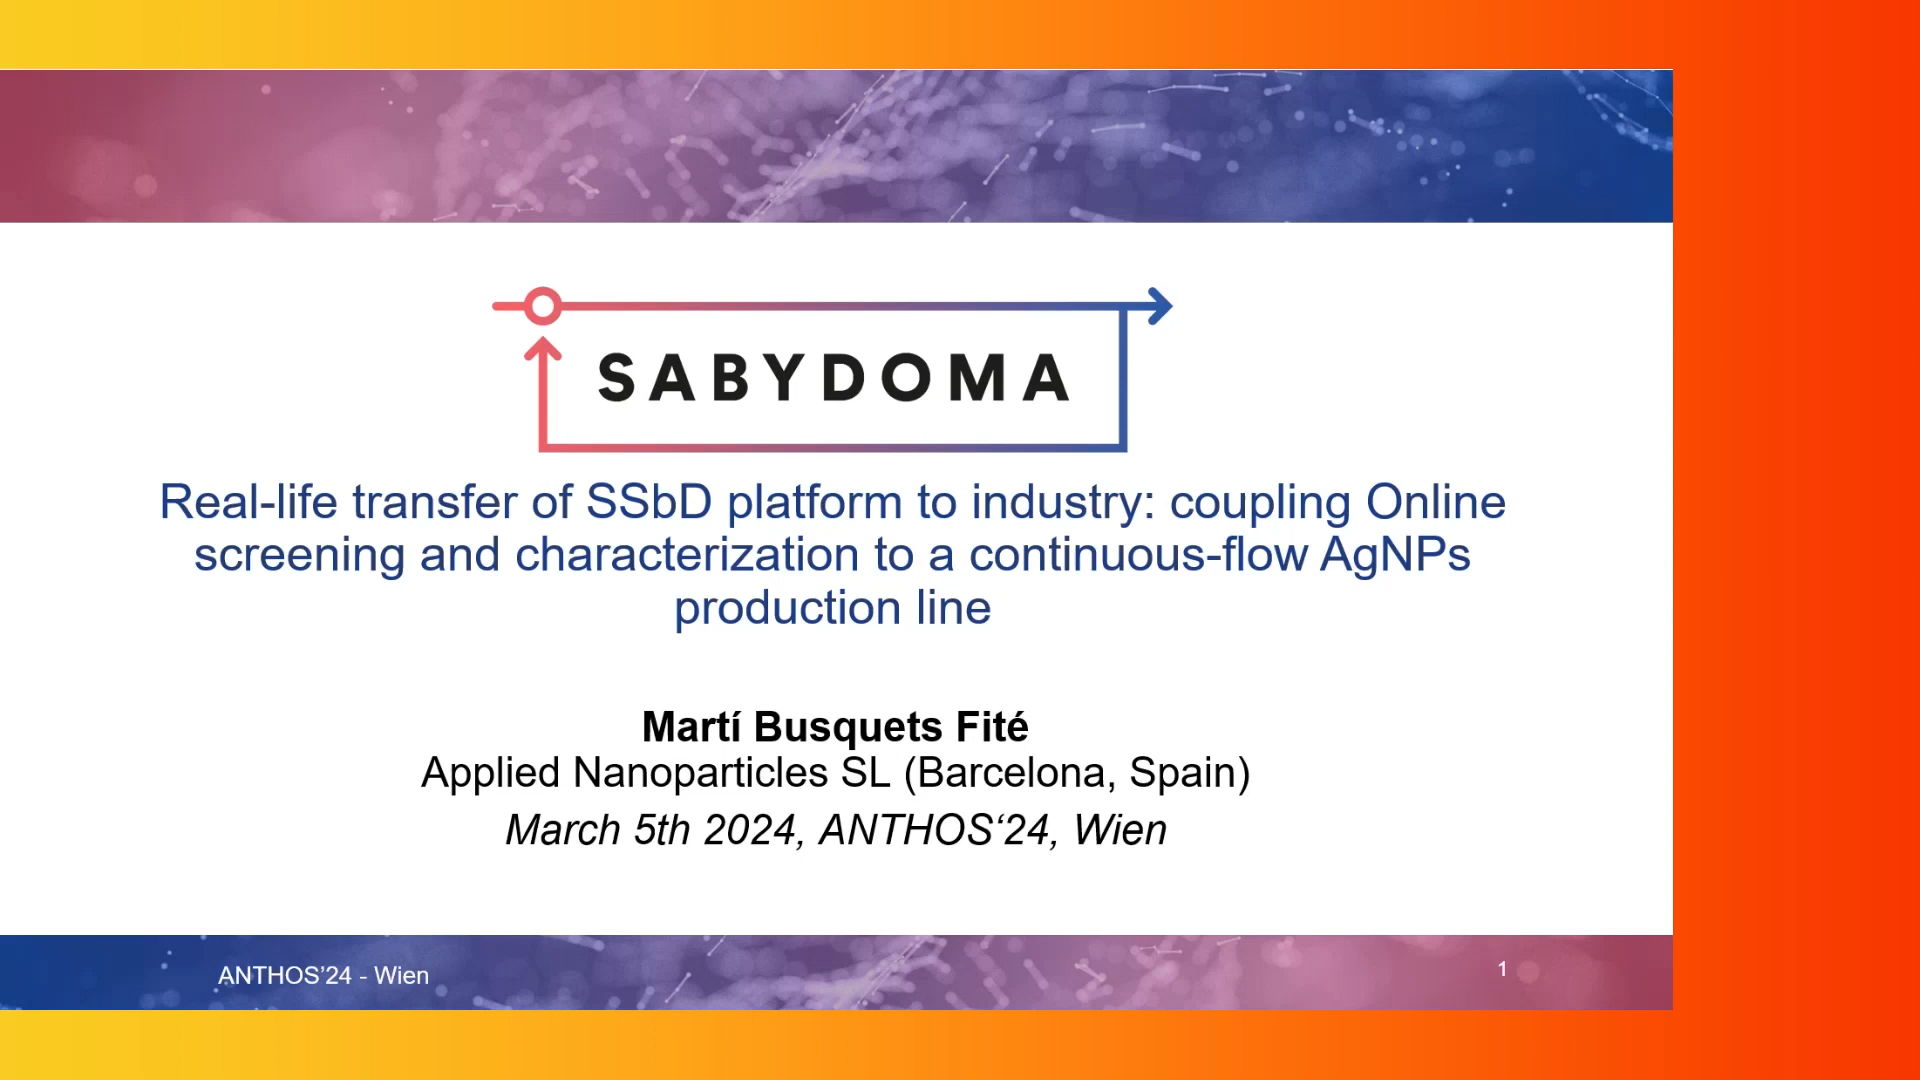 SABYDOMA
Real-life transfer of SSbD platform to industry: coupling Online
screening and characterization to a continuous-flow AgNPs
production line
Martí Busquets Fité
Applied Nanoparticles SL (Barcelona, Spain)
March 5th 2024, ANTHOS‘24, Wien
ANTHOS’24 - Wien
1